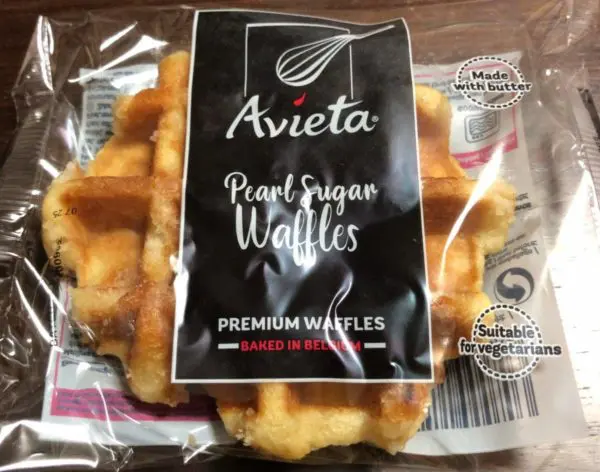 Made
with butter
Avieta®
Pearl Sugar
Waffles
PREMIUM WAFFLES
BAKED IN BELGIUM
Suitable
for vegetarians